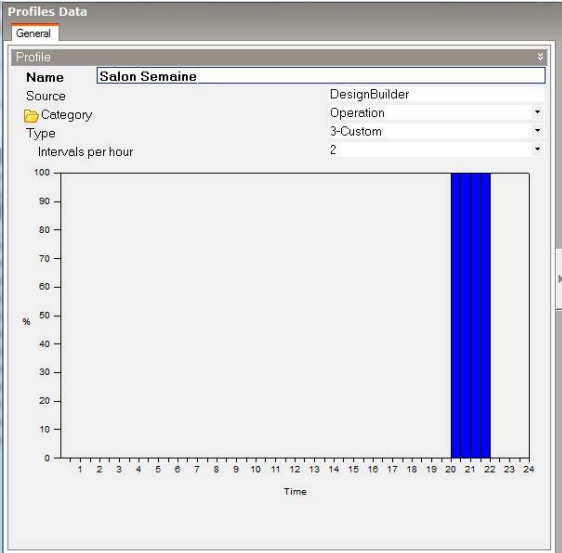 Profiles Data
General
Profile
Name Salon Semaine
Source DesignBuilder
Category Operation
Type 3-Custom
Intervals per hour 2
100
90
80
70
60
% 50
40
30
20
10
0
1 2 3 4 5 6 7 8 9 10 11 12 13 14 15 16 17 18 19 20 21 22 23 24
Time